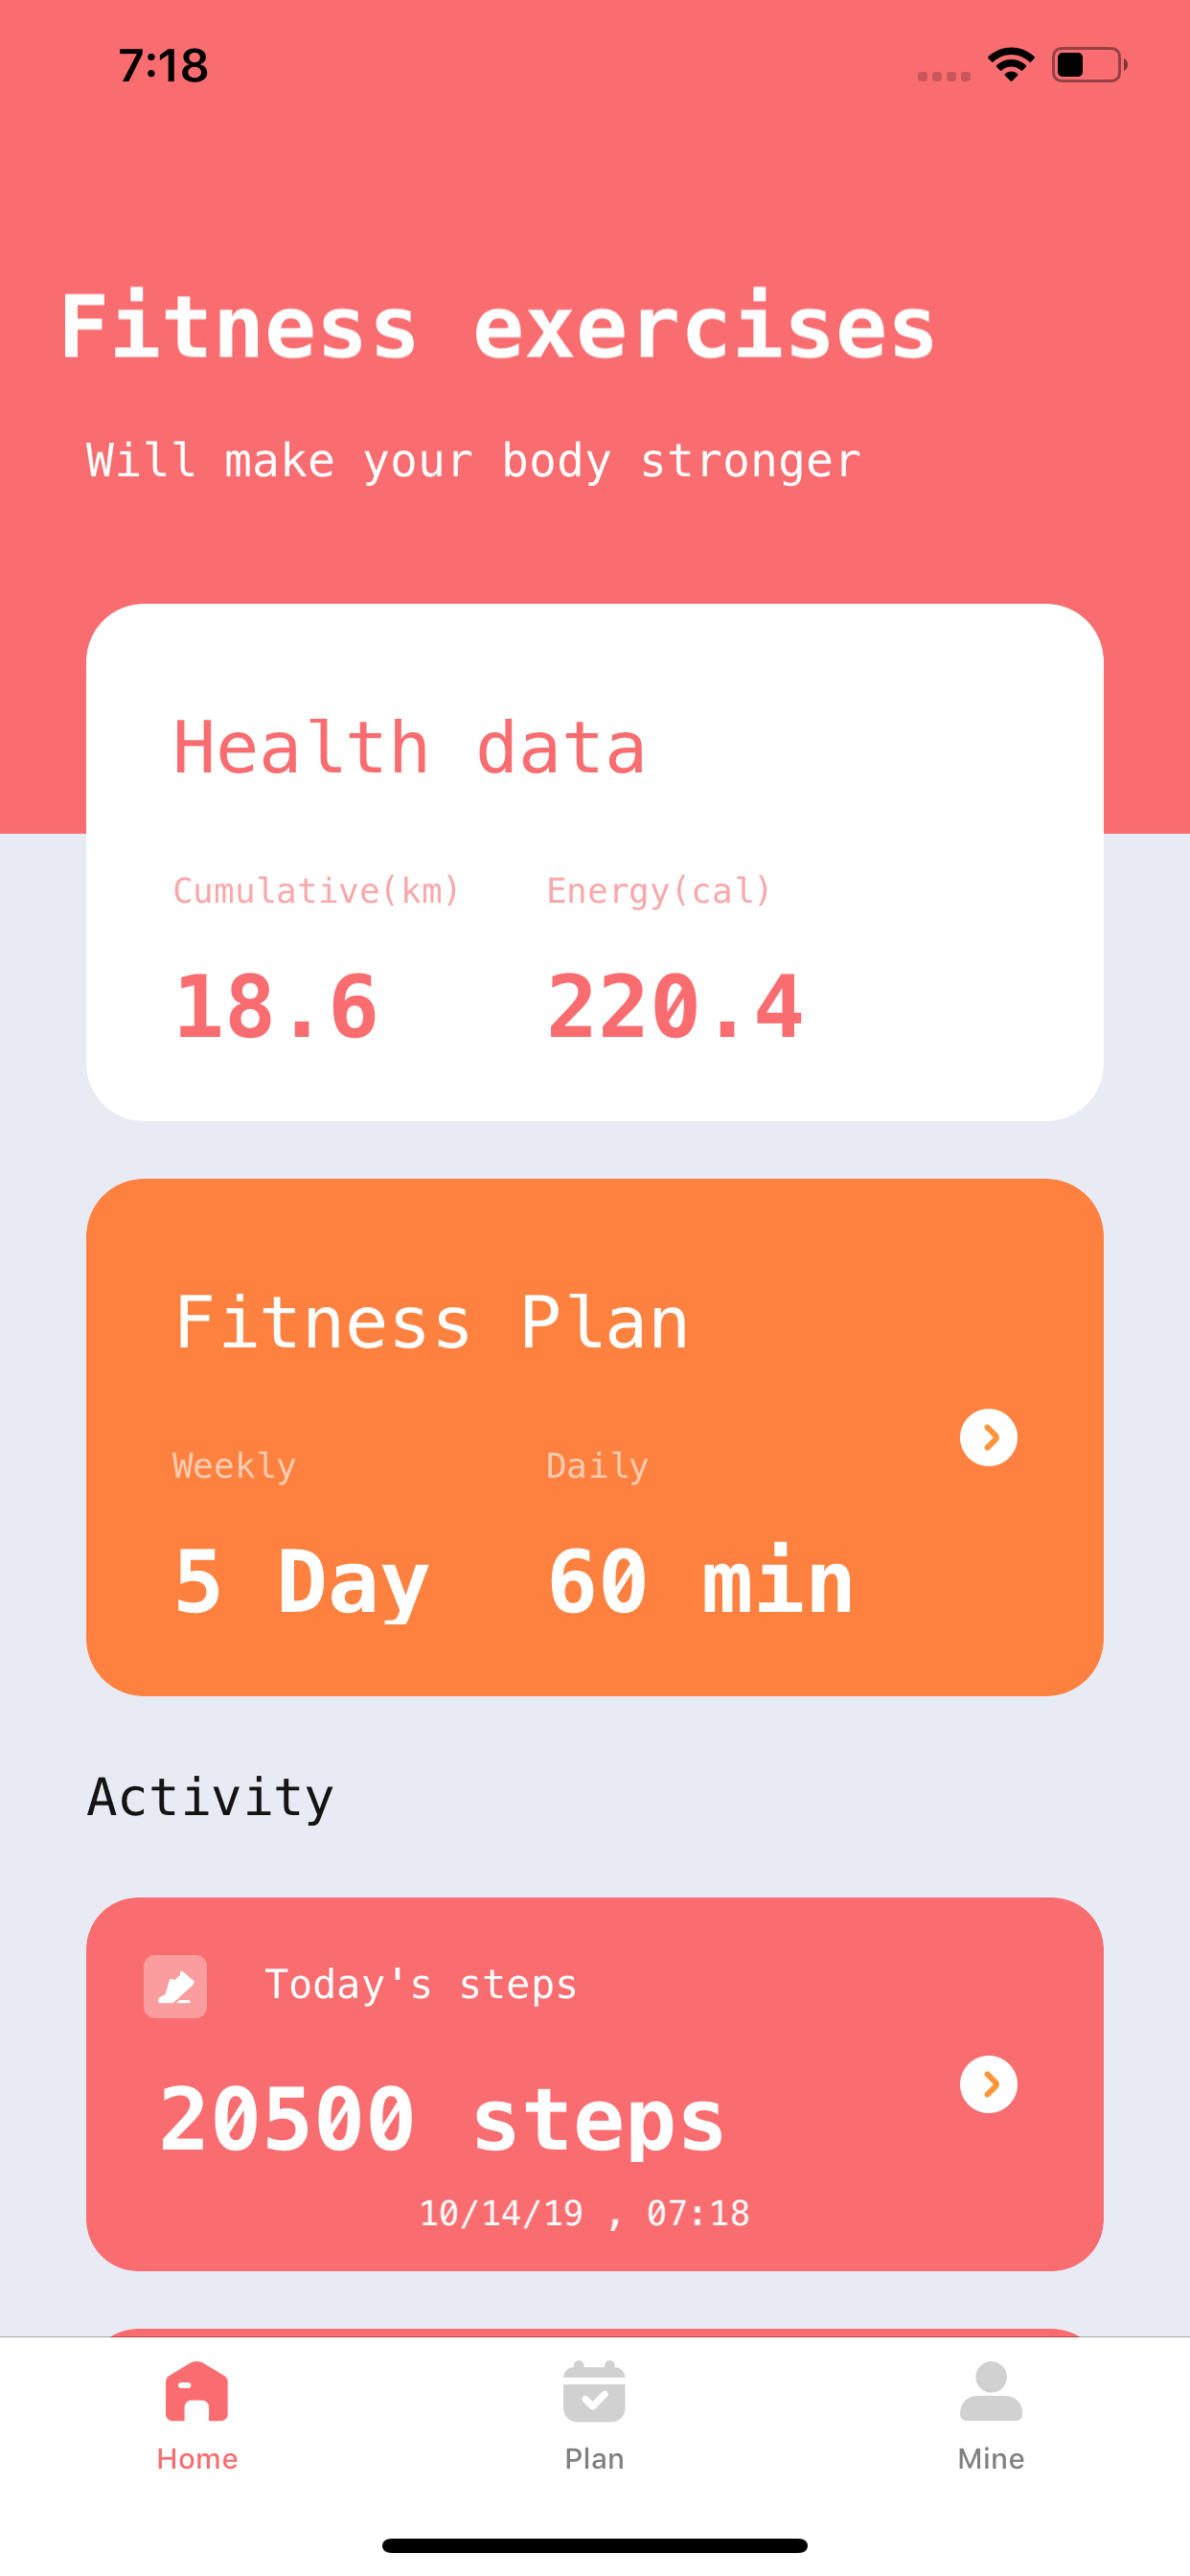 7:18
Fitness exercises
Will make your body stronger
Health data
Cumulative(km) Energy(cal)
18.6 220.4
Fitness Plan
Weekly Daily
5 Day 60 min
Activity
Today's steps
20500 steps
10/14/19 , 07:18
Home Plan Mine